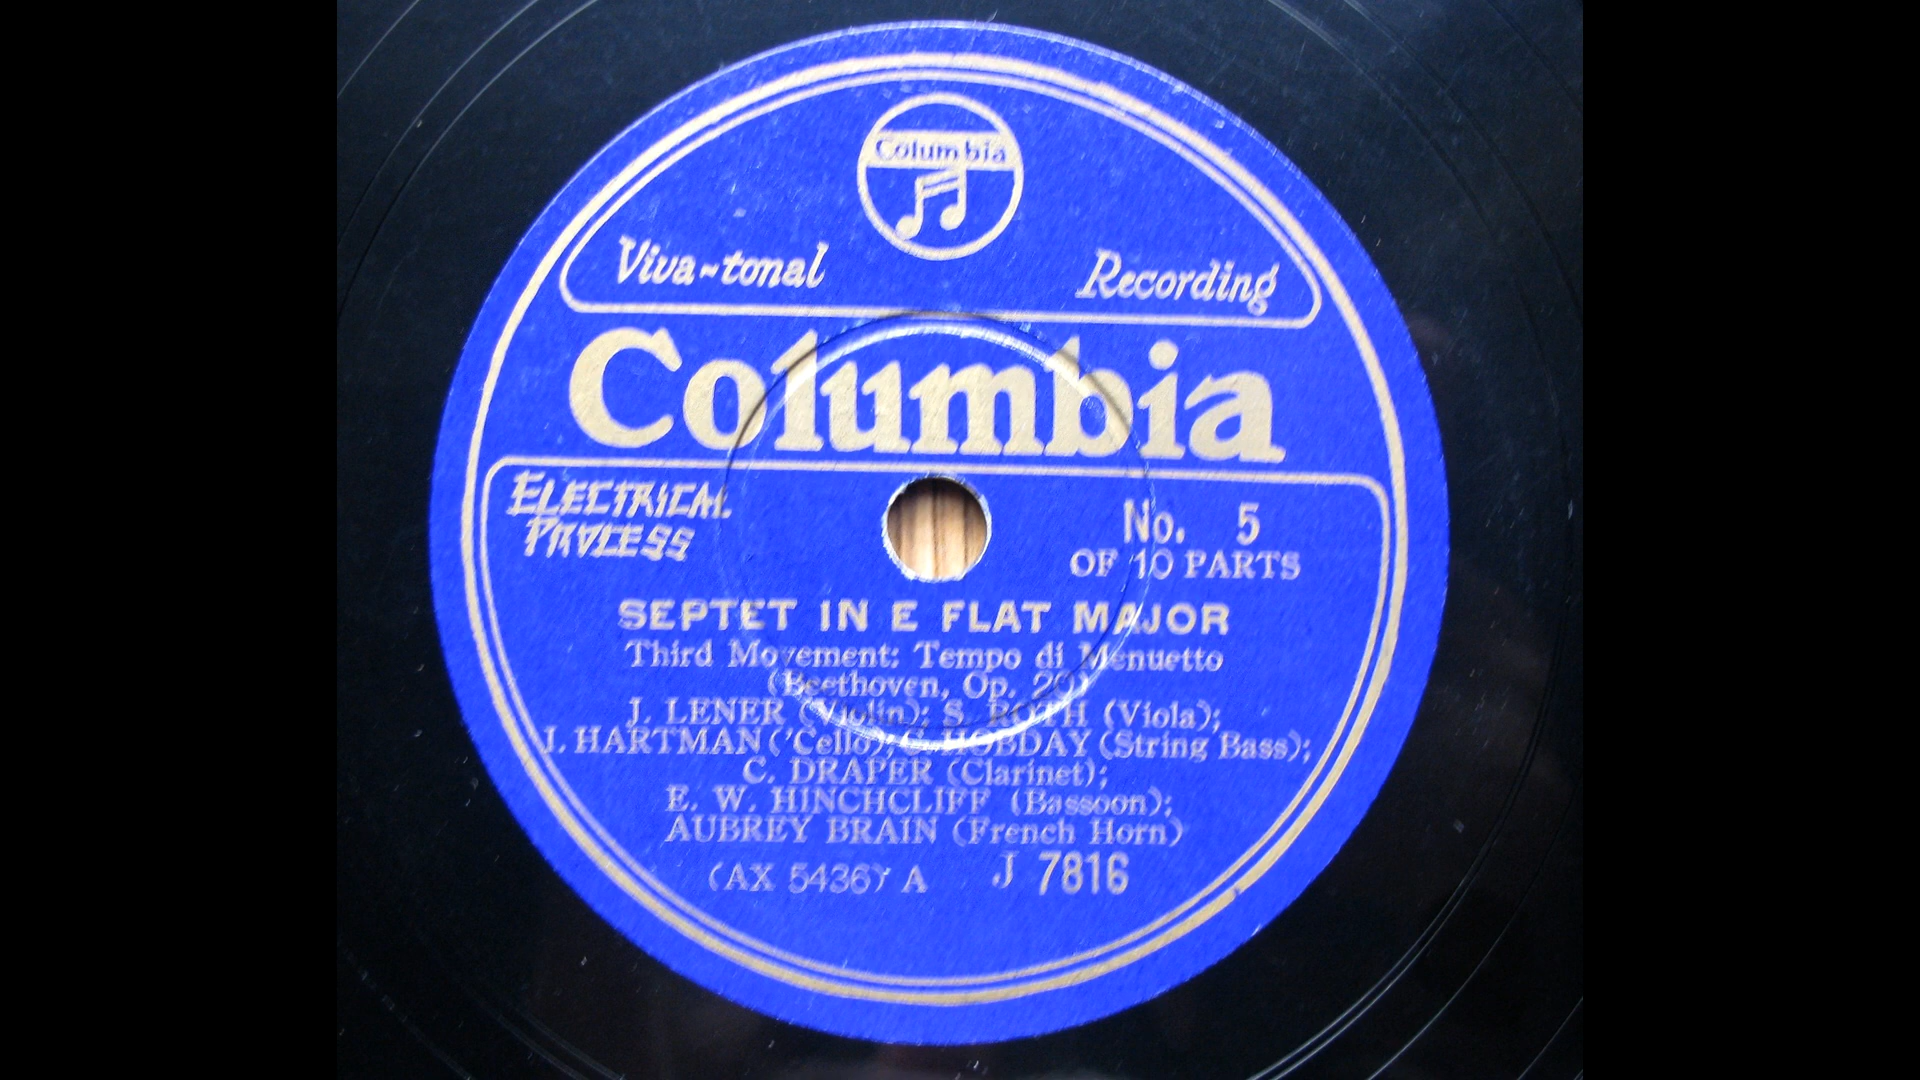 Columbia
Viva-tonal Recording
Columbia
ELECTRICAL
PROCESS
No. 5
OF 10 PARTS
SEPTET IN E FLAT MAJOR
Third Movement: Tempo di Menuetto
(Beethoven, Op. 20)
J. LENER (Violin); S. ROTH (Viola);
I. HARTMAN ('Cello); C. HOBDAY (String Bass);
C. DRAPER (Clarinet);
E. W. HINCHCLIFF (Bassoon);
AUBREY BRAIN (French Horn)
(AX 5436) A J 7816